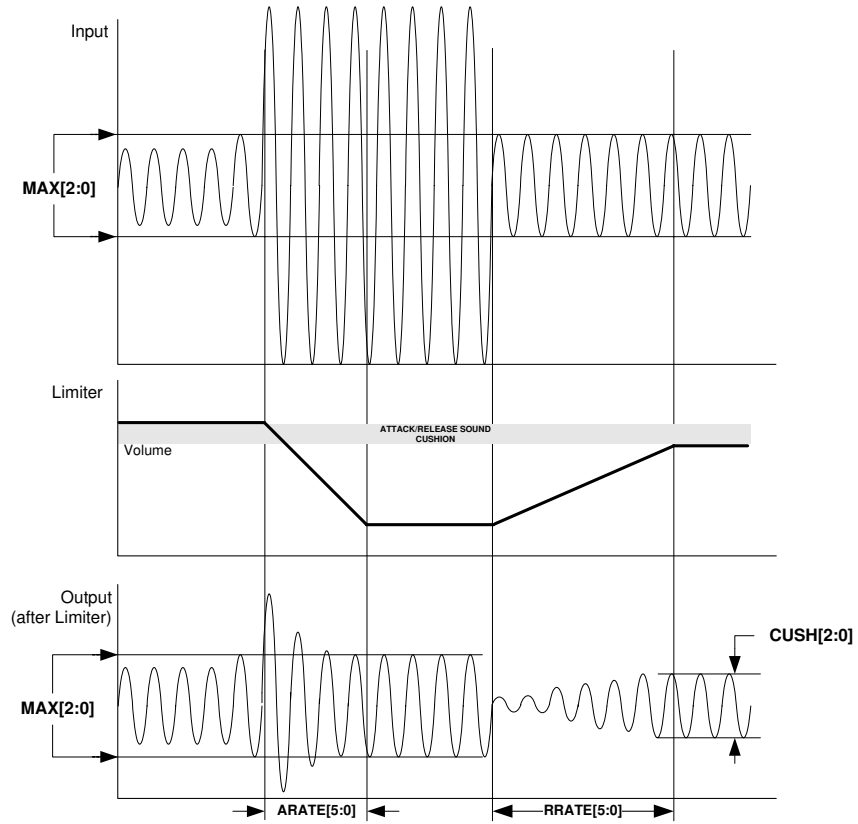 Input
MAX[2:0]
Limiter
ATTACK/RELEASE SOUND
CUSHION
Volume
Output
(after Limiter)
CUSH[2:0]
MAX[2:0]
ARATE[5:0]
RRATE[5:0]